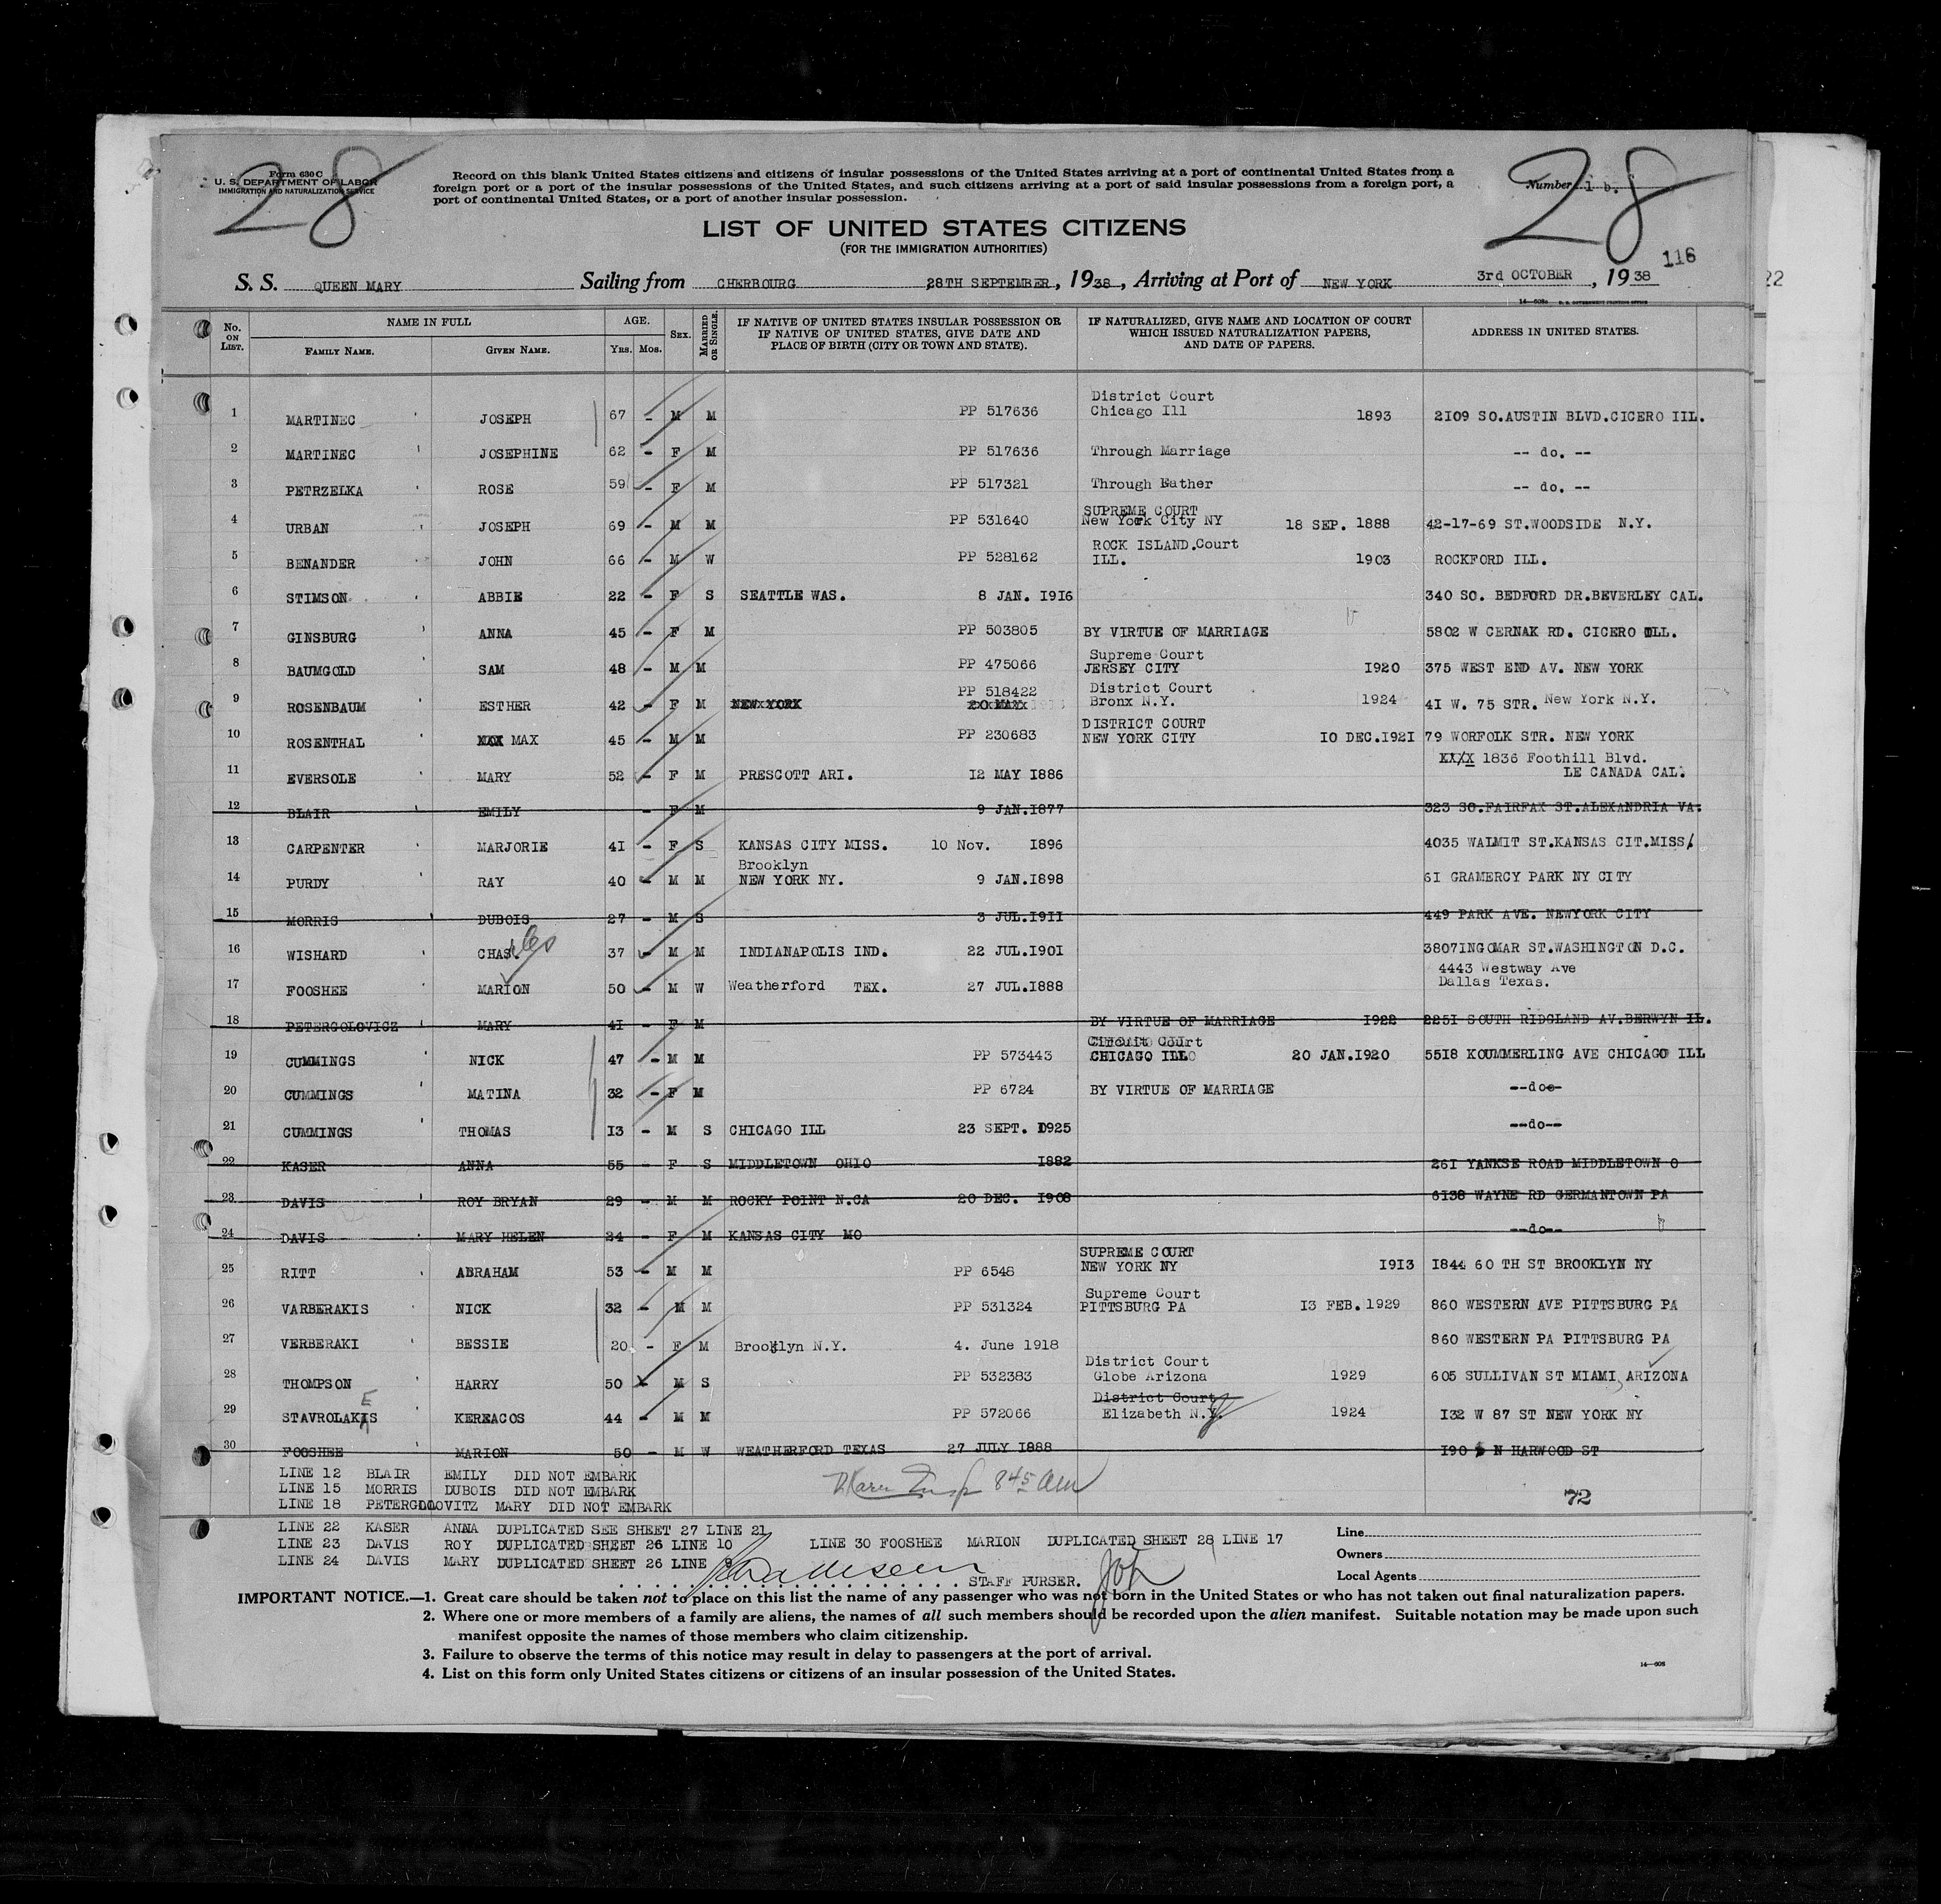 28
28
Form 630 C
U. S. DEPARTMENT OF LABOR
IMMIGRATION AND NATURALIZATION SERVICE
Record on this blank United States citizens and citizens of insular possessions of the United States arriving at a port of continental United States from a
foreign port or a port of the insular possessions of the United States, and such citizens arriving at a port of said insular possessions from a foreign port, a
port of continental United States, or a port of another insular possession.
Number 1 b.
LIST OF UNITED STATES CITIZENS
(FOR THE IMMIGRATION AUTHORITIES)
116
22
S. S. QUEEN MARY Sailing from CHERBOURG 28TH SEPTEMBER, 1938, Arriving at Port of NEW YORK 3rd OCTOBER, 1938
No. ON LIST. NAME IN FULL FAMILY NAME. GIVEN NAME. AGE. Yrs. Mos. SEX. MARRIED OR SINGLE. IF NATIVE OF UNITED STATES INSULAR POSSESSION OR IF NATIVE OF UNITED STATES, GIVE DATE AND PLACE OF BIRTH (CITY OR TOWN AND STATE). IF NATURALIZED, GIVE NAME AND LOCATION OF COURT WHICH ISSUED NATURALIZATION PAPERS, AND DATE OF PAPERS. ADDRESS IN UNITED STATES.
1 MARTINEC JOSEPH 67 - M M PP 517636 District Court Chicago Ill 1893 2109 SO.AUSTIN BLVD.CICERO IIL.
2 MARTINEC JOSEPHINE 62 - F M PP 517636 Through Marriage -- do. --
3 PETRZELKA ROSE 59 - F M PP 517321 Through Father -- do. --
4 URBAN JOSEPH 69 - M M PP 531640 SUPREME COURT New York City NY 18 SEP. 1888 42-17-69 ST.WOODSIDE N.Y.
5 BENANDER JOHN 66 - M W PP 528162 ROCK ISLAND.Court ILL. 1903 ROCKFORD ILL.
6 STIMSON ABBIE 22 - F S SEATTLE WAS. 8 JAN. 1916 340 SO. BEDFORD DR.BEVERLEY CAL.
7 GINSBURG ANNA 45 - F M PP 503805 BY VIRTUE OF MARRIAGE 5802 W CERNAK RD. CICERO ILL.
8 BAUMGOLD SAM 48 - M M PP 475066 Supreme Court JERSEY CITY 1920 375 WEST END AV. NEW YORK
9 ROSENBAUM ESTHER 42 - F M NEW YORK 20 MAY PP 518422 District Court Bronx N.Y. 1924 41 W. 75 STR. New York N.Y.
10 ROSENTHAL MAX 45 - M M PP 230683 DISTRICT COURT NEW YORK CITY 10 DEC.1921 79 WORFOLK STR. NEW YORK
11 EVERSOLE MARY 52 - F M PRESCOTT ARI. 12 MAY 1886 1836 Foothill Blvd. LE CANADA CAL.
12 BLAIR EMILY - F M 9 JAN.1877 323 SO.FAIRFAX ST.ALEXANDRIA VA.
13 CARPENTER MARJORIE 41 - F S KANSAS CITY MISS. 10 Nov. 1896 4035 WALMIT ST.KANSAS CIT.MISS/
14 PURDY RAY 40 - M M Brooklyn NEW YORK NY. 9 JAN.1898 61 GRAMERCY PARK NY CITY
15 MORRIS DUBOIS 27 - M S 3 JUL.1911 449 PARK AVE. NEWYORK CITY
16 WISHARD CHAS. 37 - M M INDIANAPOLIS IND. 22 JUL.1901 3807INGOMAR ST.WASHINGTON D.C.
17 FOOSHEE MARION 50 - M W Weatherford TEX. 27 JUL.1888 4443 Westway Ave Dallas Texas.
18 PETERGOLOVICZ MARY 41 - F M BY VIRTUE OF MARRIAGE 1922 2251 SOUTH RIDGLAND AV.BERWYN IL.
19 CUMMINGS NICK 47 - M M PP 573443 Circuit Court CHICAGO ILL 20 JAN.1920 5518 KOUMMERLING AVE CHICAGO ILL
20 CUMMINGS MATINA 32 - F M PP 6724 BY VIRTUE OF MARRIAGE --do--
21 CUMMINGS THOMAS 13 - M S CHICAGO ILL 23 SEPT. 1925 --do--
22 KASER ANNA 55 - F S MIDDLETOWN OHIO 1882 261 YANKSE ROAD MIDDLETOWN O
23 DAVIS ROY BRYAN 29 - M M ROCKY POINT N.CA 20 DEC. 1908 6138 WAYNE RD GERMANTOWN PA
24 DAVIS MARY HELEN 24 - F M KANSAS CITY MO --do--
25 RITT ABRAHAM 53 - M M PP 6548 SUPREME COURT NEW YORK NY 1913 1844 60 TH ST BROOKLYN NY
26 VARBERAKIS NICK 32 - M M PP 531324 Supreme Court PITTSBURG PA 13 FEB. 1929 860 WESTERN AVE PITTSBURG PA
27 VERBERAKI BESSIE 20 - F M Brooklyn N.Y. 4. June 1918 860 WESTERN PA PITTSBURG PA
28 THOMPSON HARRY 50 - M S PP 532383 District Court Globe Arizona 1929 605 SULLIVAN ST MIAMI, ARIZONA
29 STAVROLAKIS E KEREACOS 44 - M M PP 572066 District Court Elizabeth N.Y. 1924 132 W 87 ST NEW YORK NY
30 FOOSHEE MARION 50 - M W WEATHERFORD TEXAS 27 JULY 1888 190 N HARWOOD ST
LINE 12 BLAIR EMILY DID NOT EMBARK
LINE 15 MORRIS DUBOIS DID NOT EMBARK
LINE 18 PETERGOLOVITZ MARY DID NOT EMBARK
Insp 8 45 AM
72
LINE 22 KASER ANNA DUPLICATED SEE SHEET 27 LINE 21
LINE 23 DAVIS ROY DUPLICATED SHEET 26 LINE 10
LINE 24 DAVIS MARY DUPLICATED SHEET 26 LINE 9
LINE 30 FOOSHEE MARION DUPLICATED SHEET 28 LINE 17
STAFF PURSER.
Line
Owners
Local Agents
IMPORTANT NOTICE.—1. Great care should be taken not to place on this list the name of any passenger who was not born in the United States or who has not taken out final naturalization papers.
2. Where one or more members of a family are aliens, the names of all such members should be recorded upon the alien manifest. Suitable notation may be made upon such
manifest opposite the names of those members who claim citizenship.
3. Failure to observe the terms of this notice may result in delay to passengers at the port of arrival.
4. List on this form only United States citizens or citizens of an insular possession of the United States.